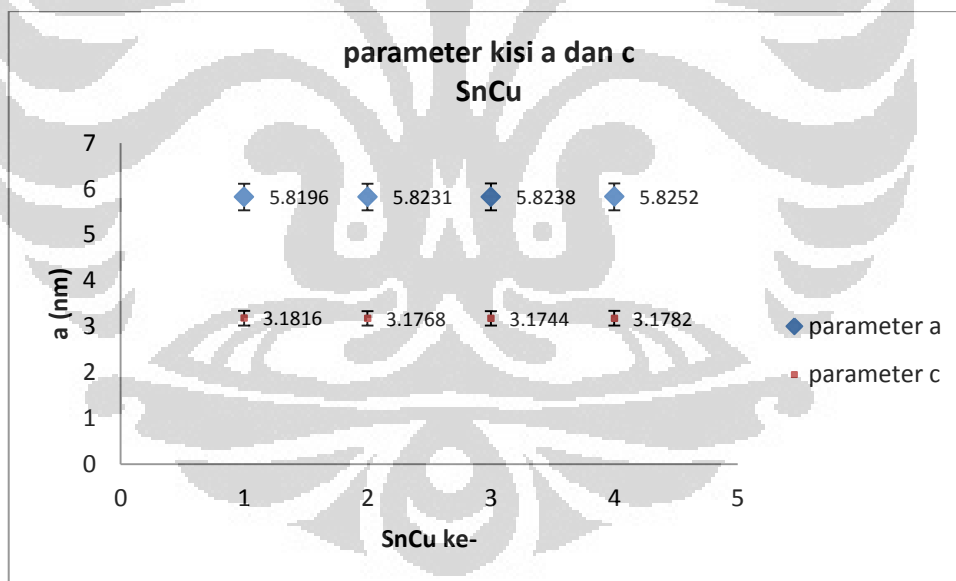 parameter kisi a dan c
SnCu
7
6
5
4
3
2
1
0
a (nm)
5.8196 5.8231 5.8238 5.8252
3.1816 3.1768 3.1744 3.1782
parameter a
parameter c
0 1 2 3 4 5
SnCu ke-